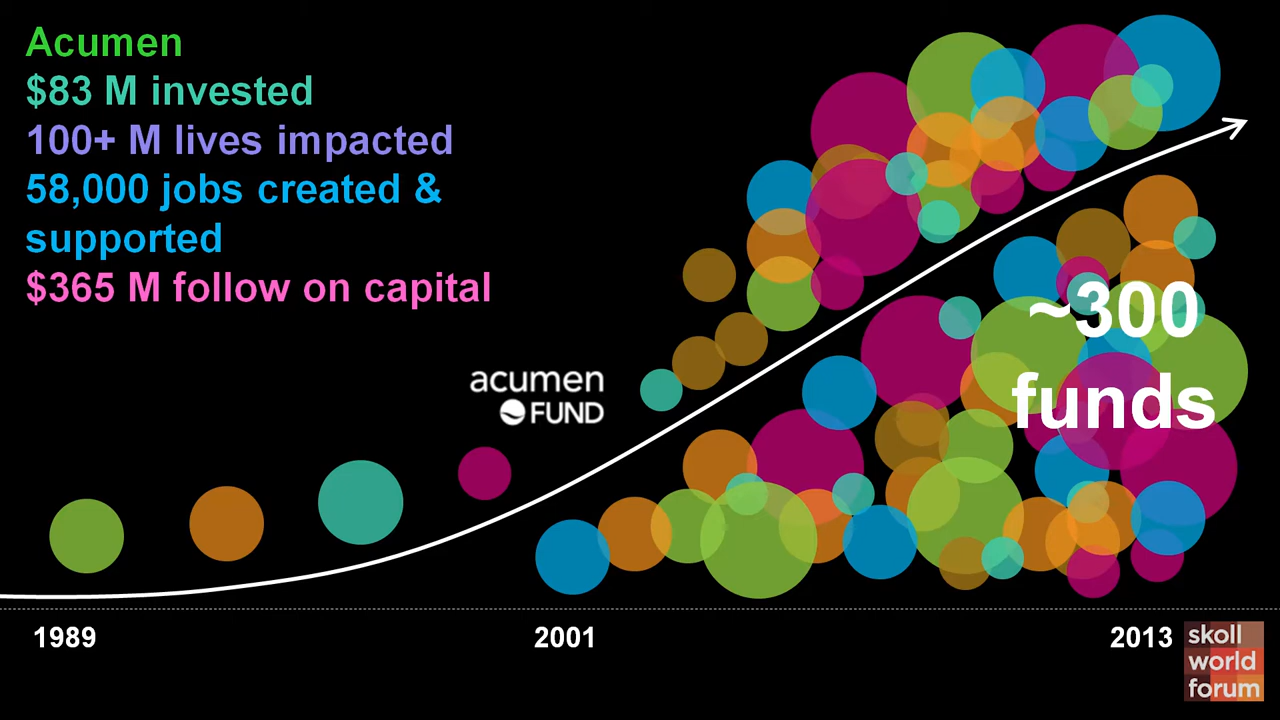 Acumen
$83 M invested
100+ M lives impacted
58,000 jobs created &
supported
$365 M follow on capital
~300
funds
acumen
FUND
1989
2001
2013
skoll
world
forum